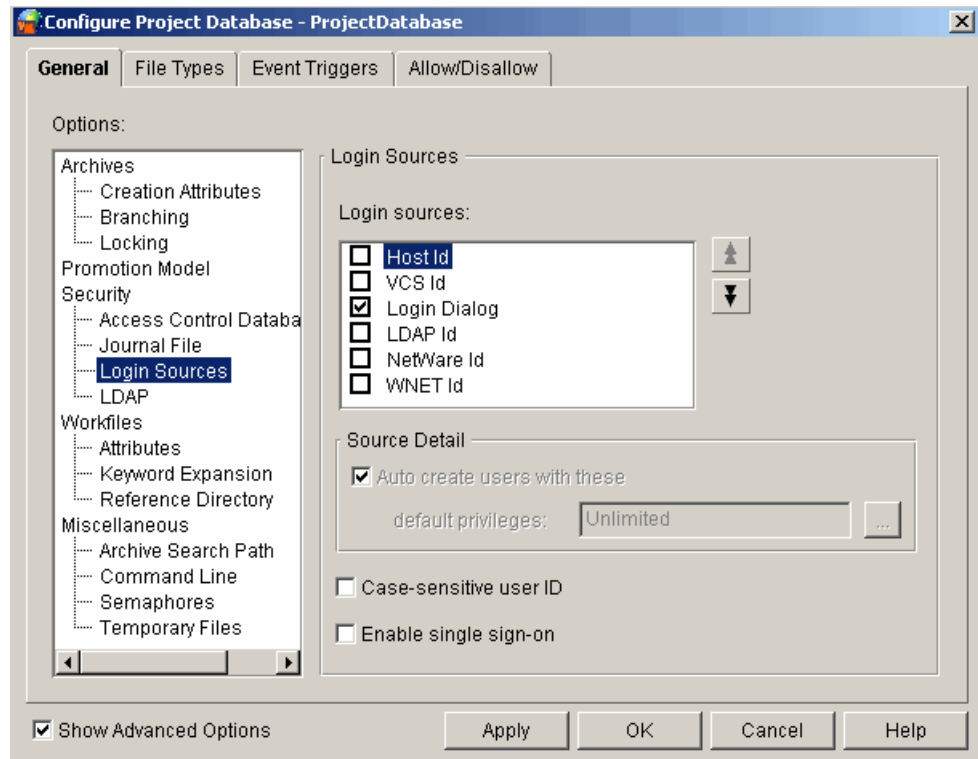 Configure Project Database - ProjectDatabase
General File Types Event Triggers Allow/Disallow
Options:
Archives
Creation Attributes
Branching
Locking
Promotion Model
Security
Access Control Databa
Journal File
Login Sources
LDAP
Workfiles
Attributes
Keyword Expansion
Reference Directory
Miscellaneous
Archive Search Path
Command Line
Semaphores
Temporary Files
Login Sources
Login sources:
Host Id
VCS Id
Login Dialog
LDAP Id
NetWare Id
WNET Id
Source Detail
Auto create users with these
default privileges: Unlimited ...
Case-sensitive user ID
Enable single sign-on
Show Advanced Options Apply OK Cancel Help